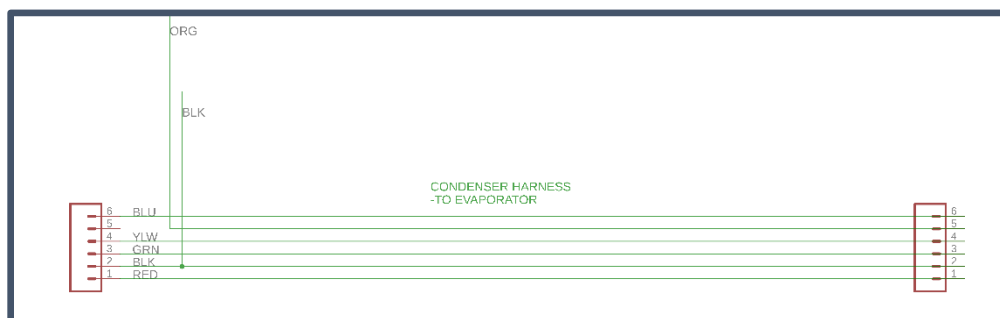 ORG
BLK
CONDENSER HARNESS
-TO EVAPORATOR
6 BLU 6
5 5
4 YLW 4
3 GRN 3
2 BLK 2
1 RED 1